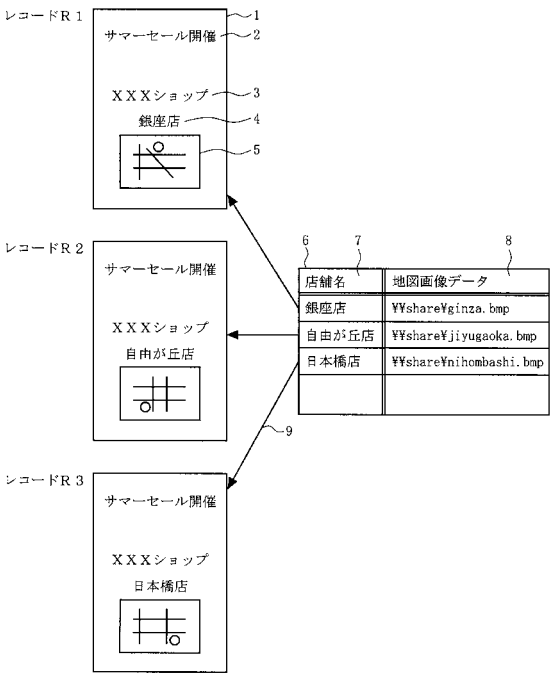 レコードR1
1
サマーセール開催
2
XXXショップ
3
銀座店
4
5
レコードR2
サマーセール開催
XXXショップ
自由が丘店
6
7
8
店舗名 地図画像データ
銀座店 ¥¥share¥ginza.bmp
自由が丘店 ¥¥share¥jiyugaoka.bmp
日本橋店 ¥¥share¥nihombashi.bmp
9
レコードR3
サマーセール開催
XXXショップ
日本橋店